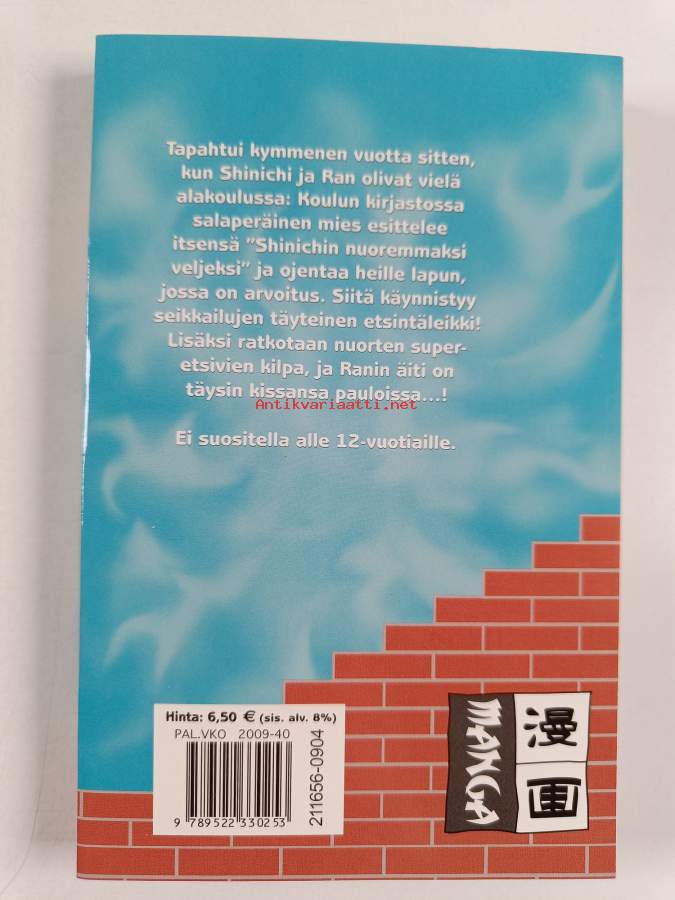 Tapahtui kymmenen vuotta sitten,
kun Shinichi ja Ran olivat vielä
alakoulussa: Koulun kirjastossa
salaperäinen mies esittelee
itsensä ”Shinichin nuoremmaksi
veljeksi” ja ojentaa heille lapun,
jossa on arvoitus. Siitä käynnistyy
seikkailujen täyteinen etsintäleikki!
Lisäksi ratkotaan nuorten super-
etsivien kilpa, ja Ranin äiti on
täysin kissansa pauloissa...!
Antikvariaatti.net
Ei suositella alle 12-vuotiaille.
Hinta: 6,50 € (sis. alv. 8%)
PAL.VKO 2009-40
211656-0904
9 789522 330253
MANGA
漫
画